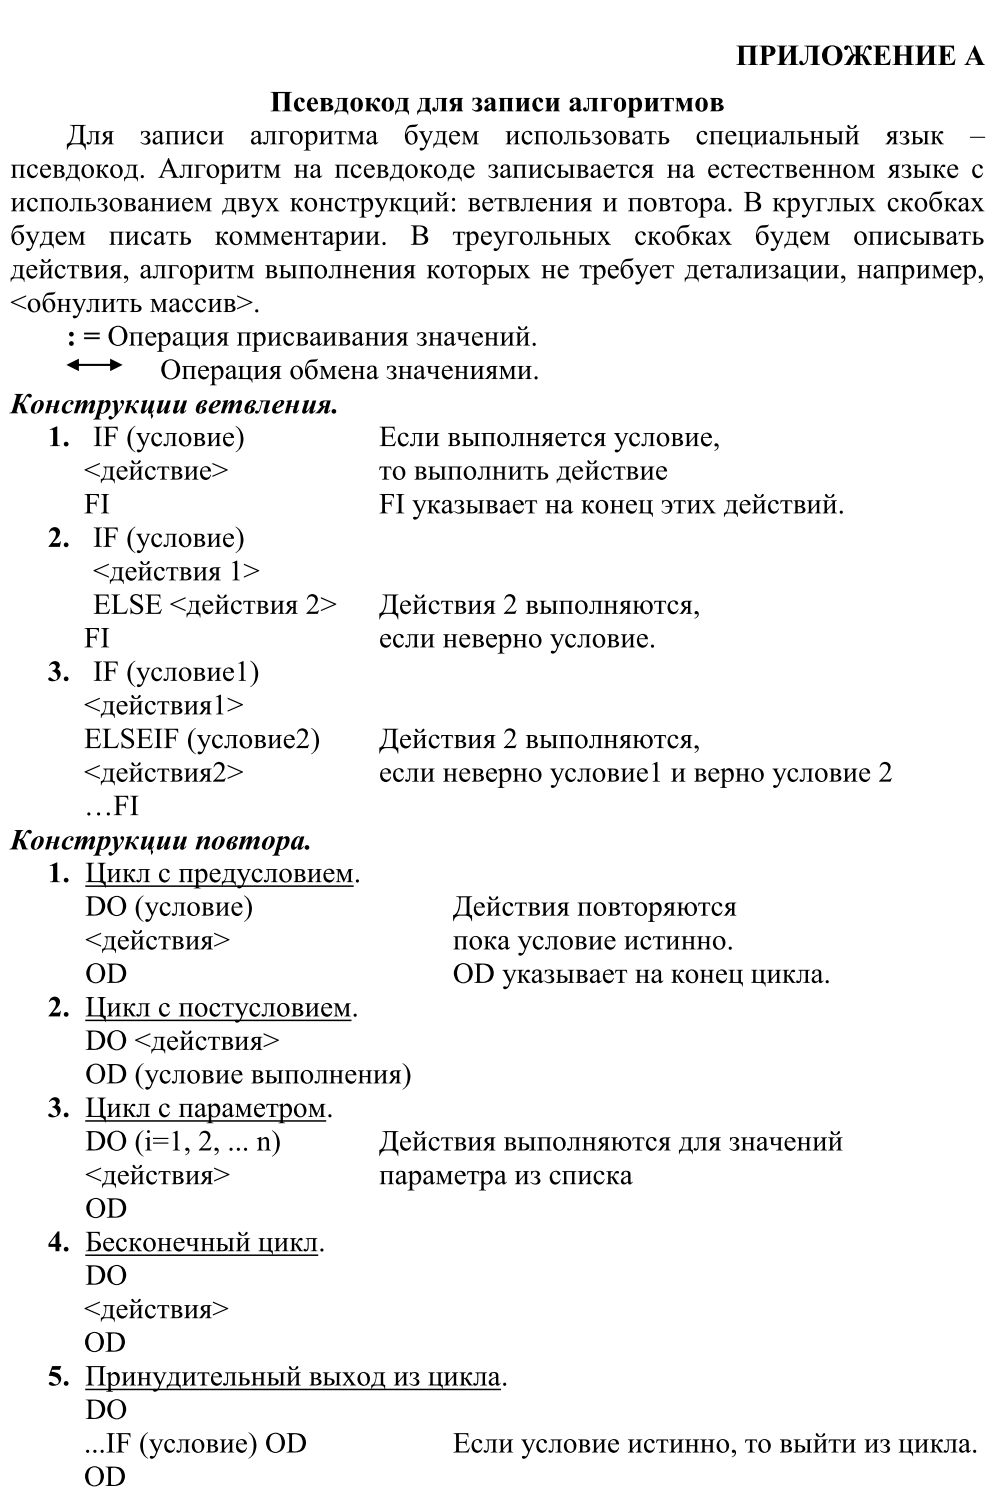 ПРИЛОЖЕНИЕ А
Псевдокод для записи алгоритмов
Для записи алгоритма будем использовать специальный язык –
псевдокод. Алгоритм на псевдокоде записывается на естественном языке с
использованием двух конструкций: ветвления и повтора. В круглых скобках
будем писать комментарии. В треугольных скобках будем описывать
действия, алгоритм выполнения которых не требует детализации, например,
<обнулить массив>.
: = Операция присваивания значений.
⟷ Операция обмена значениями.
Конструкции ветвления.
1. IF (условие) Если выполняется условие,
<действие> то выполнить действие
FI FI указывает на конец этих действий.
2. IF (условие)
<действия 1>
ELSE <действия 2> Действия 2 выполняются,
FI если неверно условие.
3. IF (условие1)
<действия1>
ELSEIF (условие2) Действия 2 выполняются,
<действия2> если неверно условие1 и верно условие 2
…FI
Конструкции повтора.
1. Цикл с предусловием.
DO (условие) Действия повторяются
<действия> пока условие истинно.
OD OD указывает на конец цикла.
2. Цикл с постусловием.
DO <действия>
OD (условие выполнения)
3. Цикл с параметром.
DO (i=1, 2, ... n) Действия выполняются для значений
<действия> параметра из списка
OD
4. Бесконечный цикл.
DO
<действия>
OD
5. Принудительный выход из цикла.
DO
...IF (условие) OD Если условие истинно, то выйти из цикла.
OD